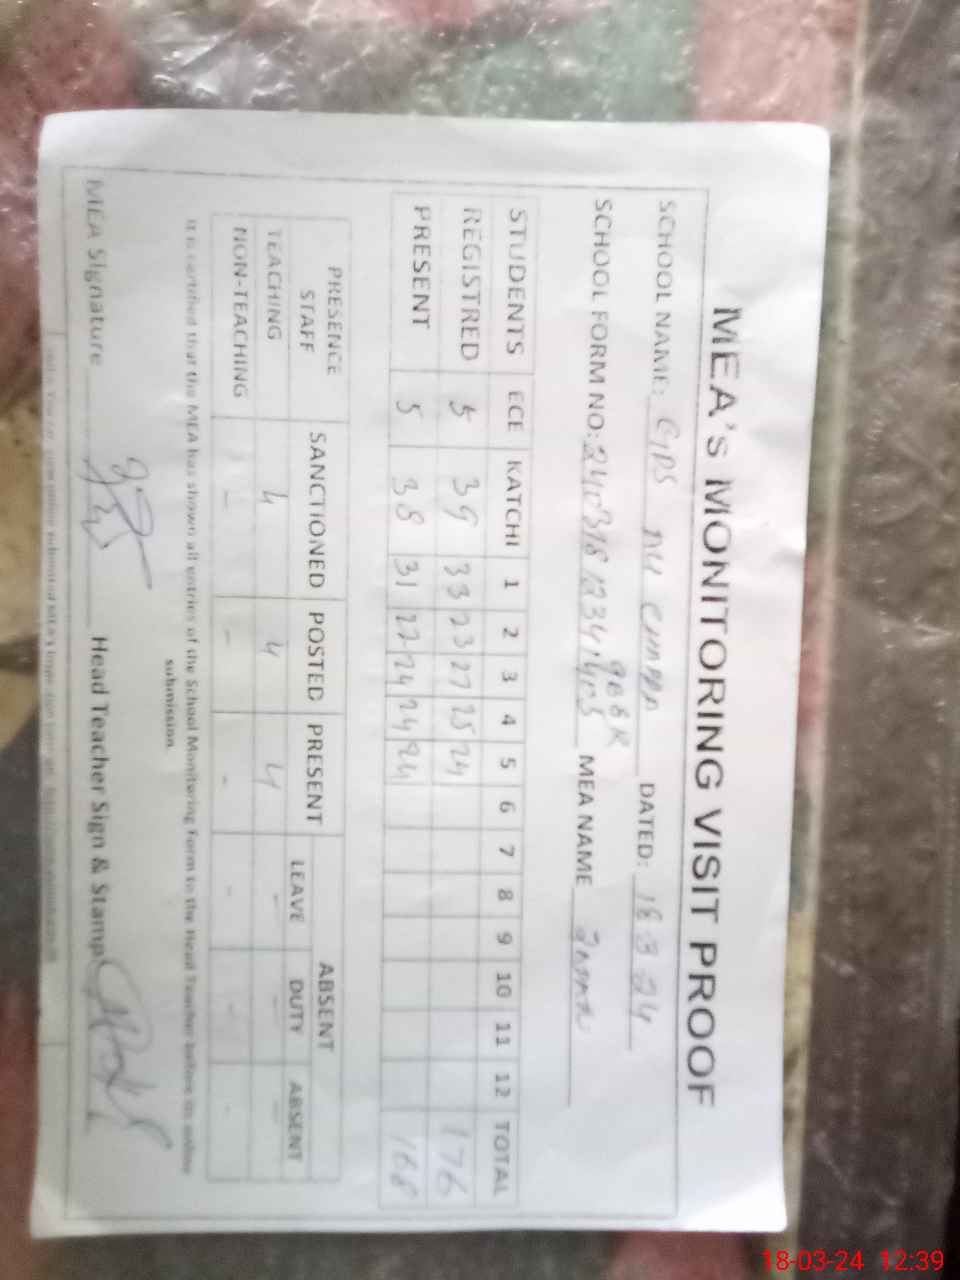 MEA's MONITORING VISIT PROOF
SCHOOL NAME: GPS DATED: 18 3 24
SCHOOL FORM NO: MEA NAME
STUDENTS ECE KATCHI 1 2 3 4 5 6 7 8 9 10 11 12 TOTAL
REGISTRED 5 39 33 23 27 25 24 176
PRESENT 5 38 31 22 24 24 24 168
PRESENCE STAFF SANCTIONED POSTED PRESENT ABSENT
LEAVE DUTY ABSENT
TEACHING 4 4 4 - - -
NON-TEACHING - - - - - -
It is certified that the MEA has shown all entries of the School Monitoring Form to the Head Teacher before its online
submission.
MEA Signature Head Teacher Sign & Stamp
18-03-24 12:39